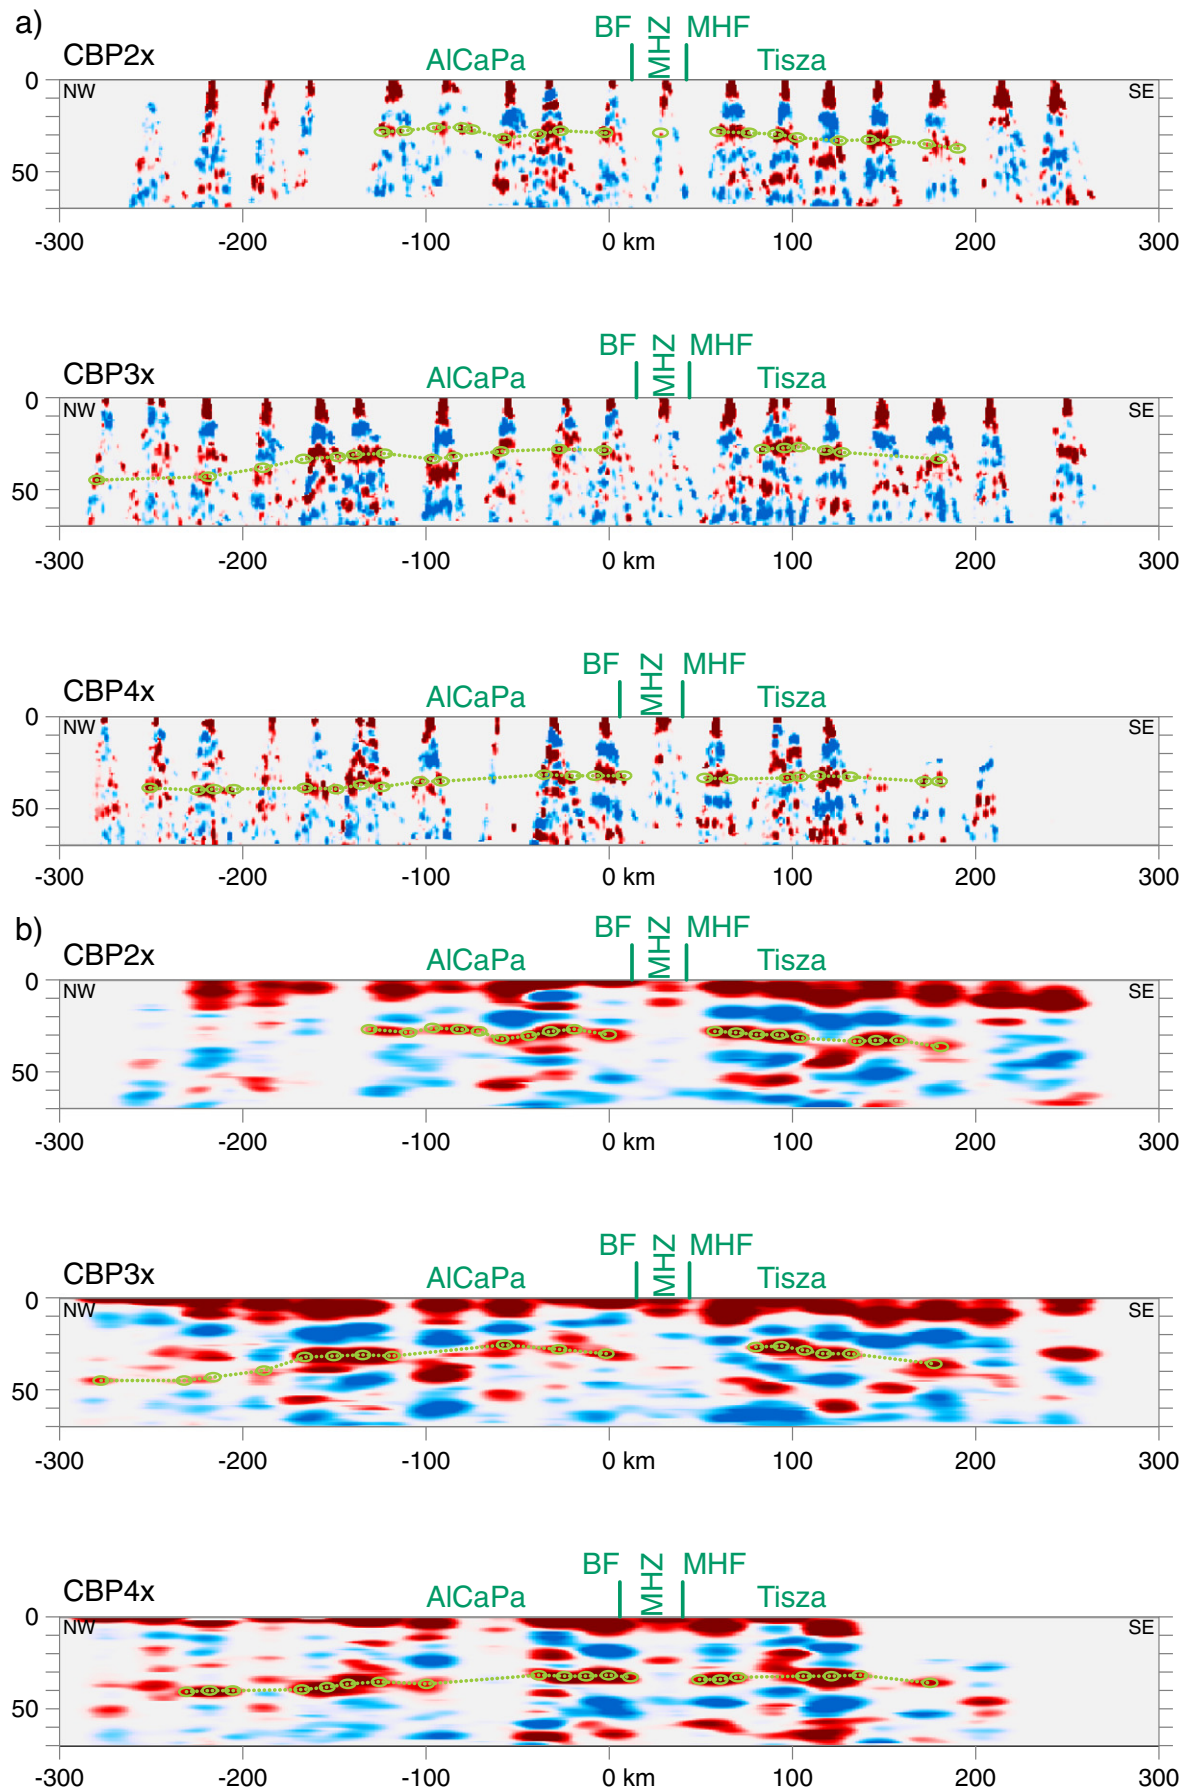 a)
BF MHZ MHF
CBP2x AlCaPa Tisza
0 NW SE
50
-300 -200 -100 0 km 100 200 300
BF MHZ MHF
CBP3x AlCaPa Tisza
0 NW SE
50
-300 -200 -100 0 km 100 200 300
BF MHZ MHF
CBP4x AlCaPa Tisza
0 NW SE
50
-300 -200 -100 0 km 100 200 300
b)
BF MHZ MHF
CBP2x AlCaPa Tisza
0 NW SE
50
-300 -200 -100 0 km 100 200 300
BF MHZ MHF
CBP3x AlCaPa Tisza
0 NW SE
50
-300 -200 -100 0 km 100 200 300
BF MHZ MHF
CBP4x AlCaPa Tisza
0 NW SE
50
-300 -200 -100 0 km 100 200 300